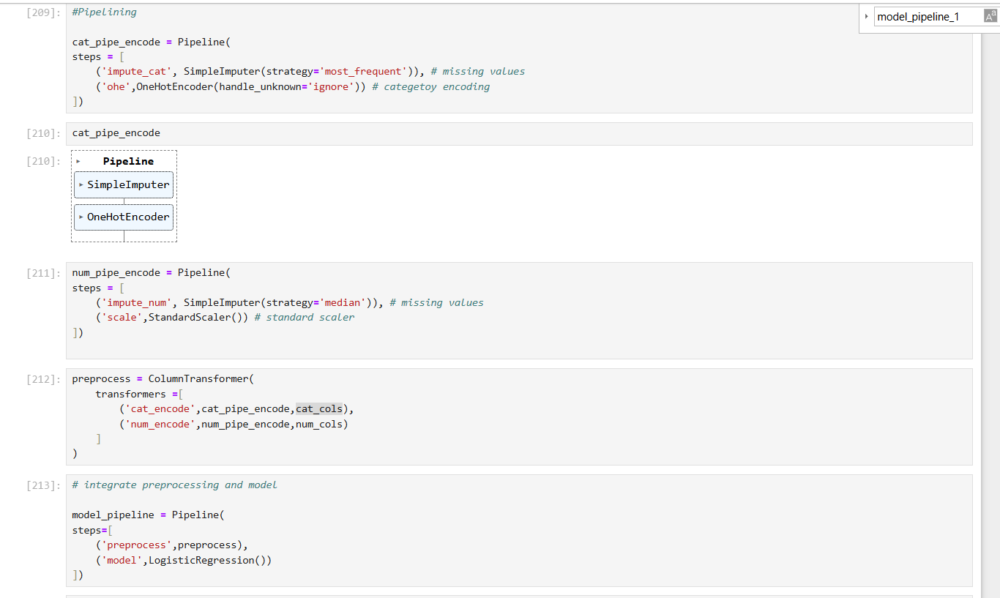 [209]: #Pipelining
model_pipeline_1
cat_pipe_encode = Pipeline(
steps = [
('impute_cat', SimpleImputer(strategy='most_frequent')), # missing values
('ohe',OneHotEncoder(handle_unknown='ignore')) # categetoy encoding
])
[210]: cat_pipe_encode
[210]: Pipeline
SimpleImputer
OneHotEncoder
[211]: num_pipe_encode = Pipeline(
steps = [
('impute_num', SimpleImputer(strategy='median')), # missing values
('scale',StandardScaler()) # standard scaler
])
[212]: preprocess = ColumnTransformer(
transformers =[
('cat_encode',cat_pipe_encode,cat_cols),
('num_encode',num_pipe_encode,num_cols)
]
)
[213]: # integrate preprocessing and model
model_pipeline = Pipeline(
steps=[
('preprocess',preprocess),
('model',LogisticRegression())
])